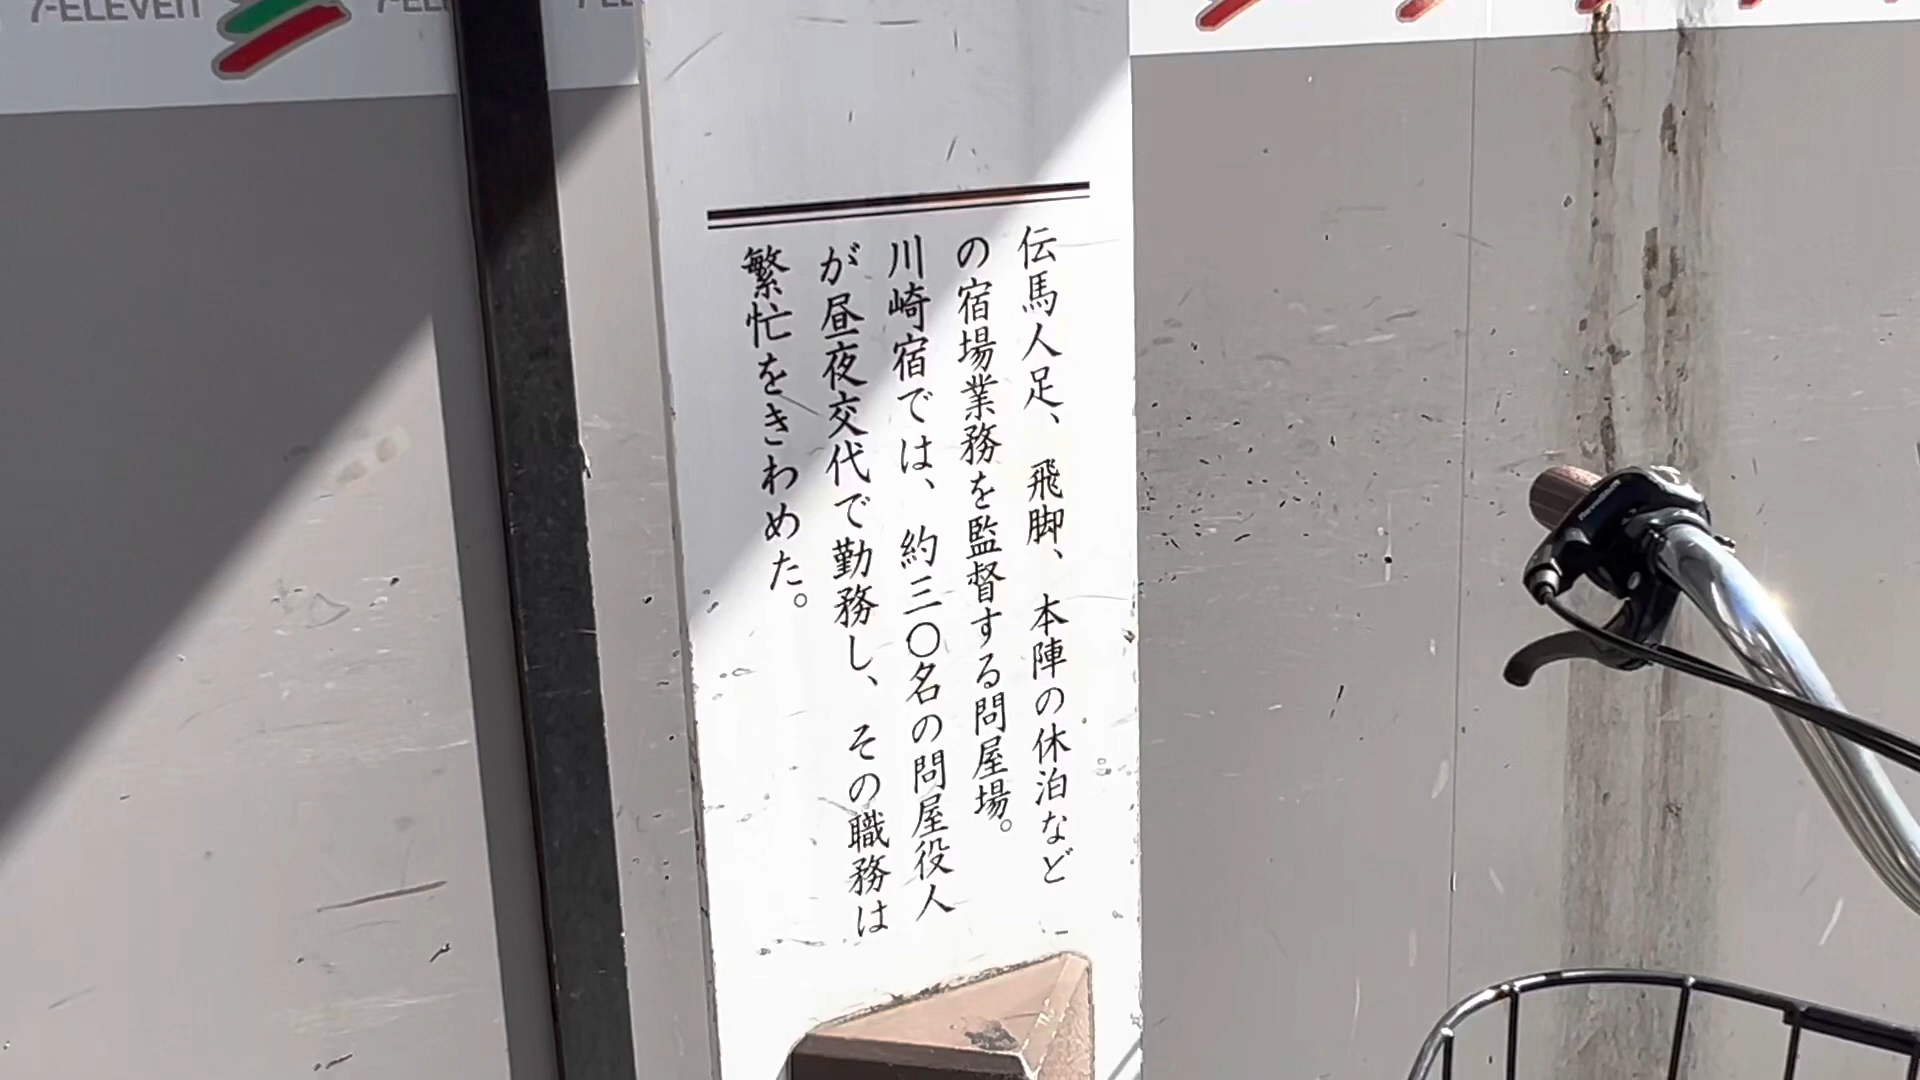 7-ELEVEn
伝馬人足、飛脚、本陣の休泊など
の宿場業務を監督する問屋場。
川崎宿では、約三〇名の問屋役人
が昼夜交代で勤務し、その職務は
繁忙をきわめた。